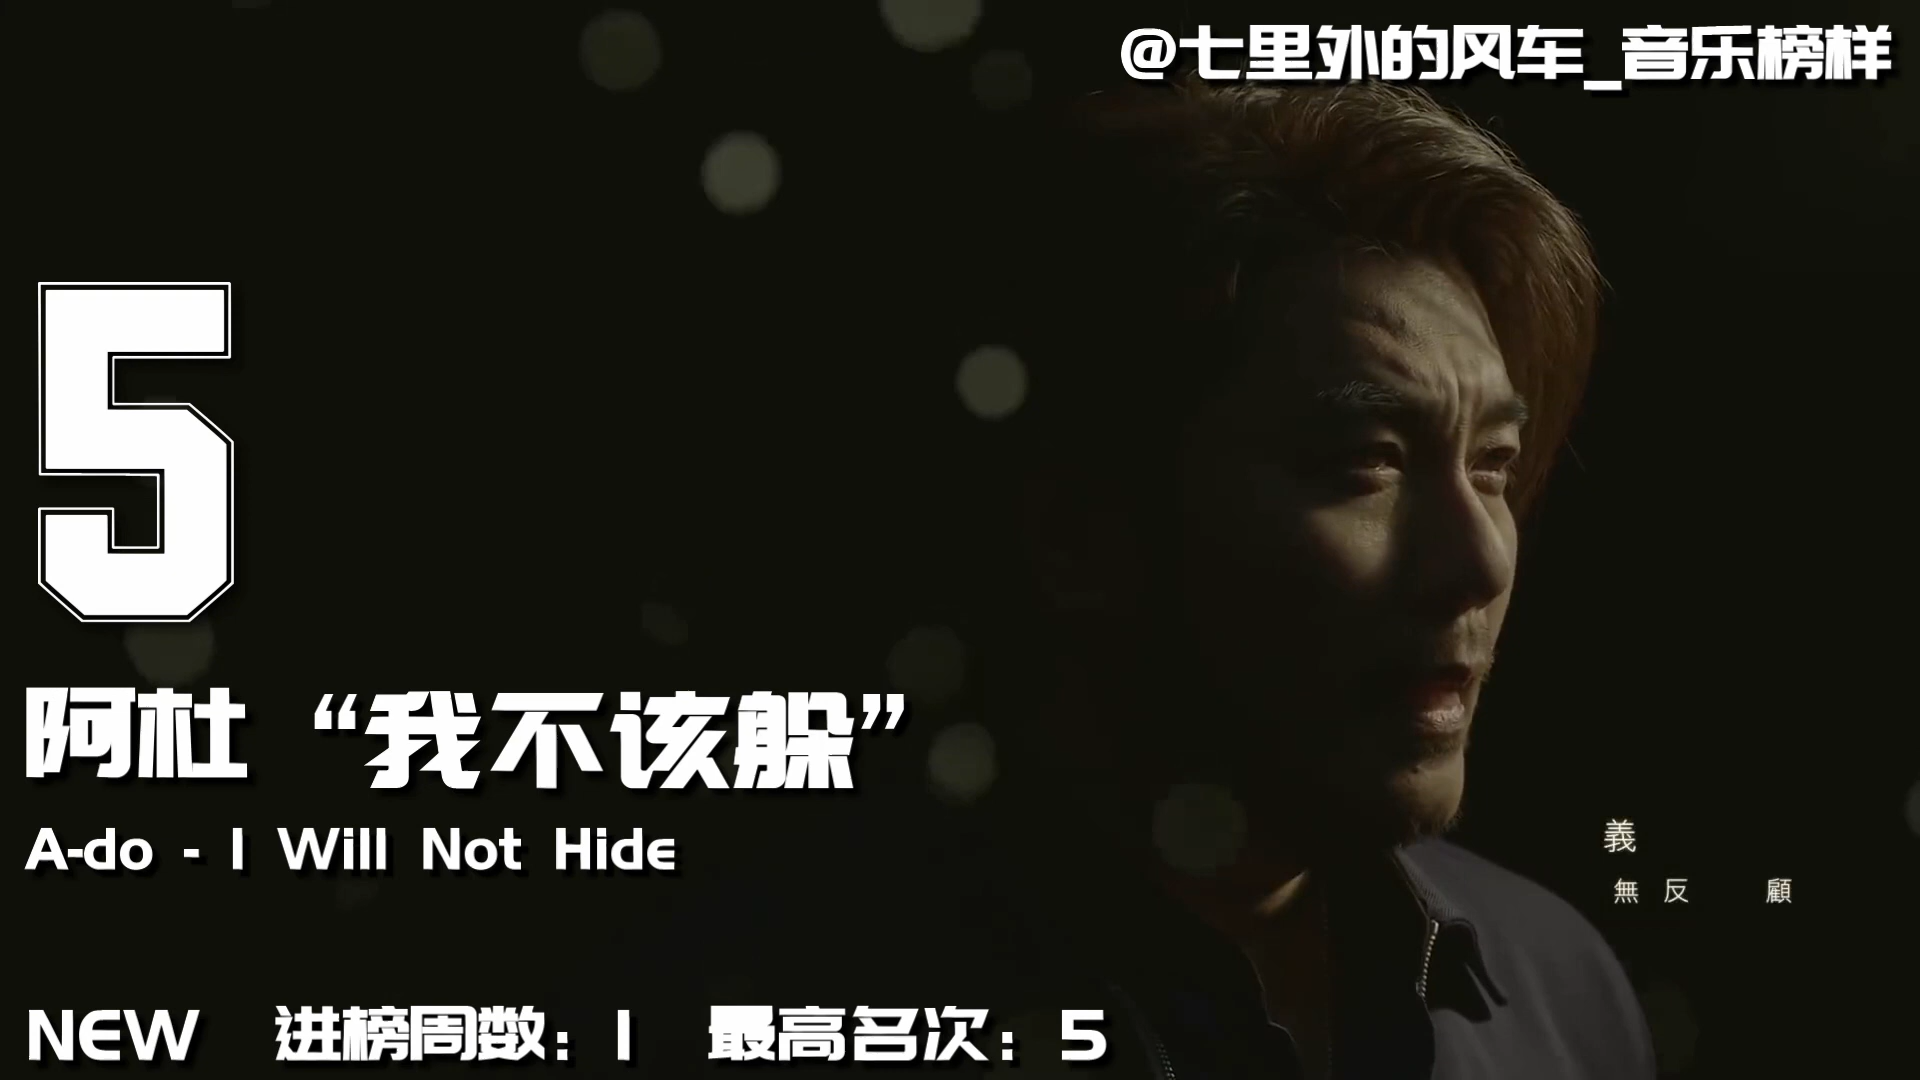 @七里外的风车_音乐榜样
5
阿杜 “我不该躲”
A-do - I Will Not Hide
義
無 反 顧
NEW 进榜周数：1 最高名次：5